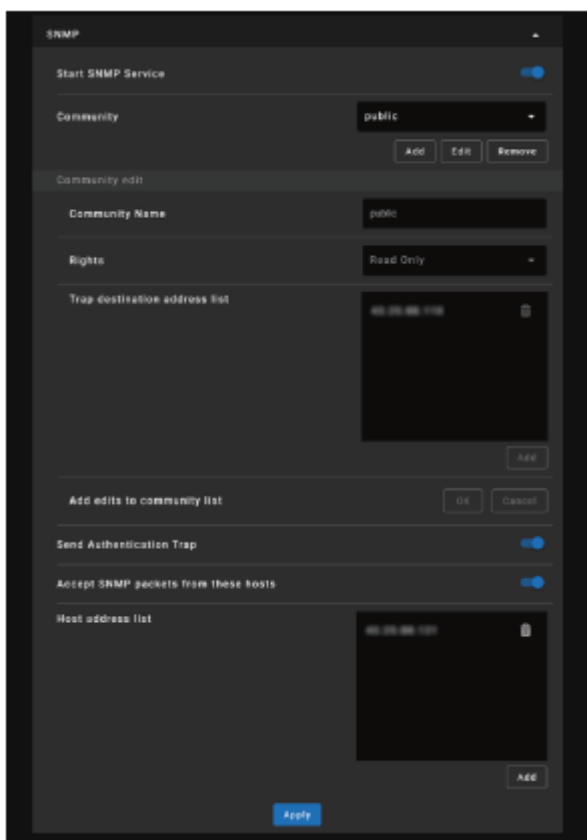 SNMP
Start SNMP Service
Community
public
Add Edit Remove
Community edit
Community Name
public
Rights
Read Only
Trap destination address list
Add
Add edits to community list
OK Cancel
Send Authentication Trap
Accept SNMP packets from these hosts
Host address list
Add
Apply